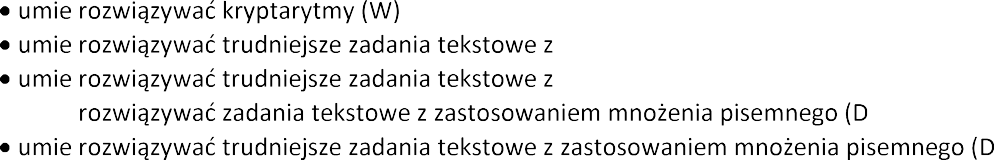 • umie rozwiązywać kryptarytmy (W)
• umie rozwiązywać trudniejsze zadania tekstowe z
• umie rozwiązywać trudniejsze zadania tekstowe z
rozwiązywać zadania tekstowe z zastosowaniem mnożenia pisemnego (D
• umie rozwiązywać trudniejsze zadania tekstowe z zastosowaniem mnożenia pisemnego (D